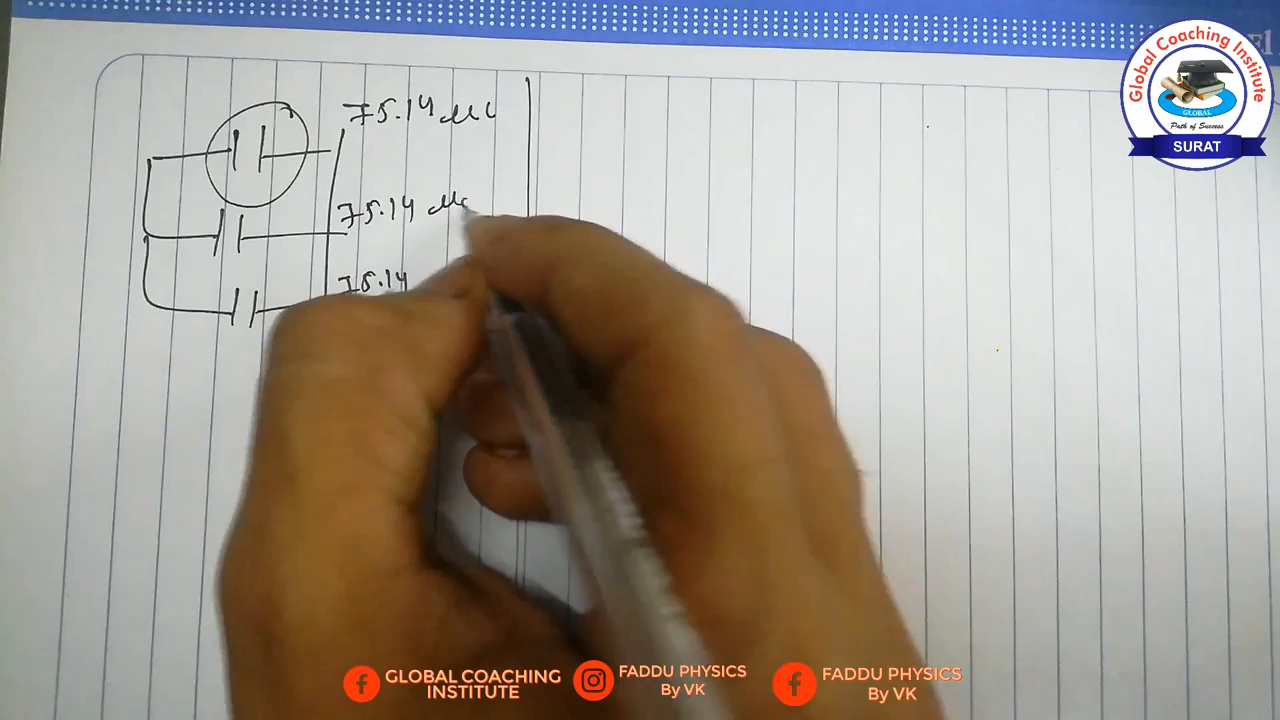 75.14 μC
75.14 μC
75.14
Global Coaching Institute
GLOBAL
Path of Success
SURAT
GLOBAL COACHING
INSTITUTE
FADDU PHYSICS
By VK
FADDU PHYSICS
By VK